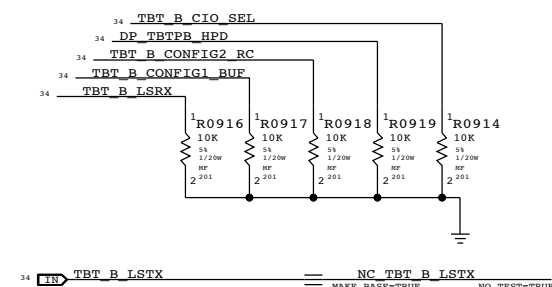 34 TBT_B_CIO_SEL
34 DP_TBTPB_HPD
34 TBT_B_CONFIG2_RC
34 TBT_B_CONFIG1_BUF
34 TBT_B_LSRX
1 R0916 1 R0917 1 R0918 1 R0919 1 R0914
10K 10K 10K 10K 10K
5% 5% 5% 5% 5%
1/20W 1/20W 1/20W 1/20W 1/20W
MF MF MF MF MF
2 201 2 201 2 201 2 201 2 201
34 IN TBT_B_LSTX NC_TBT_B_LSTX
MAKE_BASE=TRUE NO_TEST=TRUE